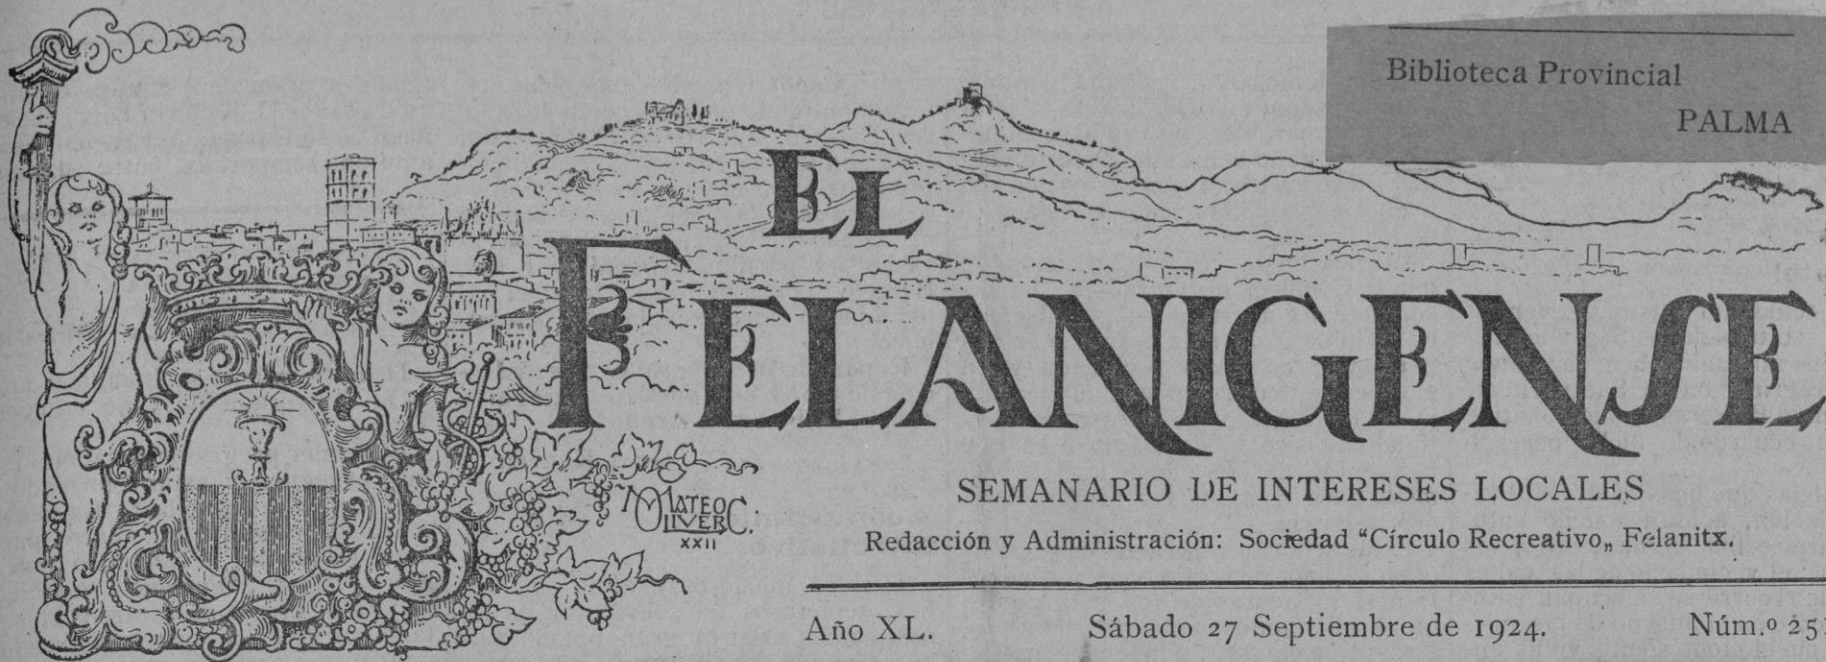 Biblioteca Provincial
PALMA
EL
FELANIGENSE
MATEO
OLIVER C.
XXII
SEMANARIO DE INTERESES LOCALES
Redacción y Administración: Sociedad “Círculo Recreativo„ Felanitx.
Año XL.
Sábado 27 Septiembre de 1924.
Núm.º